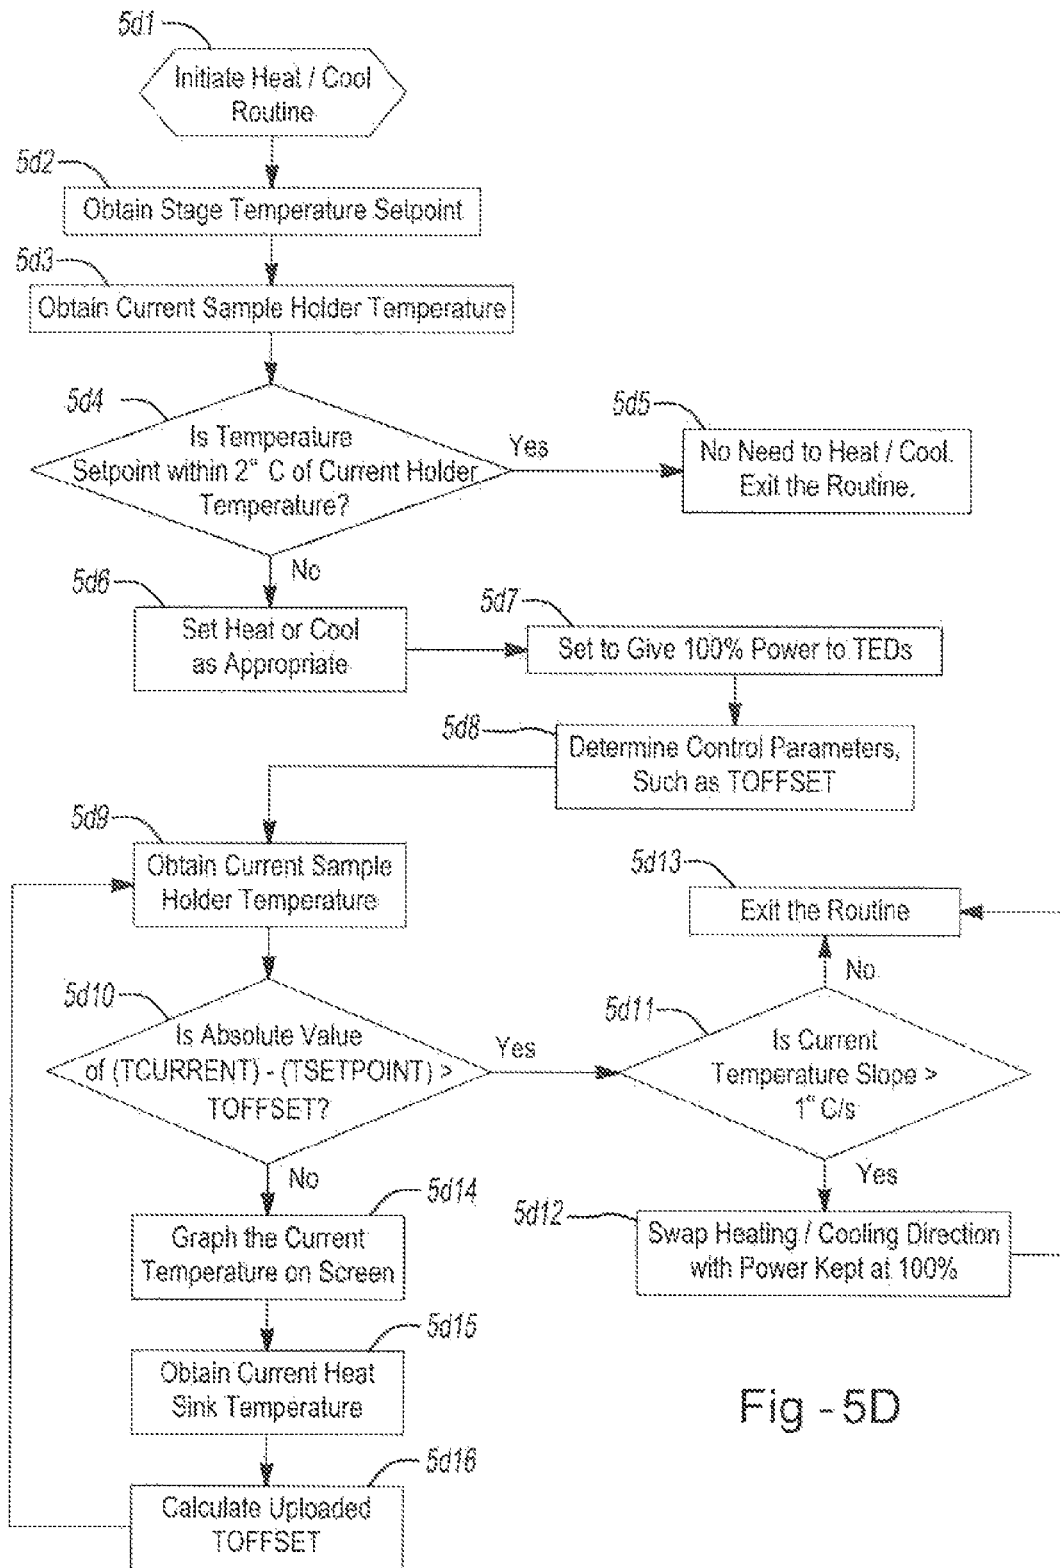 5d1
Initiate Heat / Cool
Routine
5d2
Obtain Stage Temperature Setpoint
5d3
Obtain Current Sample Holder Temperature
5d4
Is Temperature
Setpoint within 2° C of Current Holder
Temperature?
Yes
5d5
No Need to Heat / Cool.
Exit the Routine.
No
5d6
Set Heat or Cool
as Appropriate
5d7
Set to Give 100% Power to TEDs
5d8
Determine Control Parameters,
Such as TOFFSET
5d9
Obtain Current Sample
Holder Temperature
5d10
Is Absolute Value
of (TCURRENT) - (TSETPOINT) >
TOFFSET?
Yes
5d11
Is Current
Temperature Slope >
1° C/s
No
5d13
Exit the Routine
Yes
5d12
Swap Heating / Cooling Direction
with Power Kept at 100%
No
5d14
Graph the Current
Temperature on Screen
5d15
Obtain Current Heat
Sink Temperature
5d16
Calculate Uploaded
TOFFSET
Fig - 5D